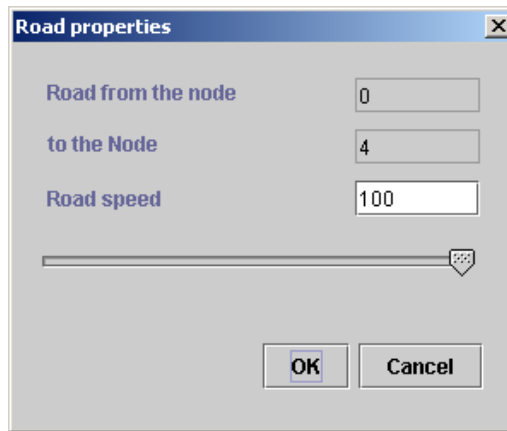 Road properties
Road from the node 0
to the Node 4
Road speed 100
OK Cancel